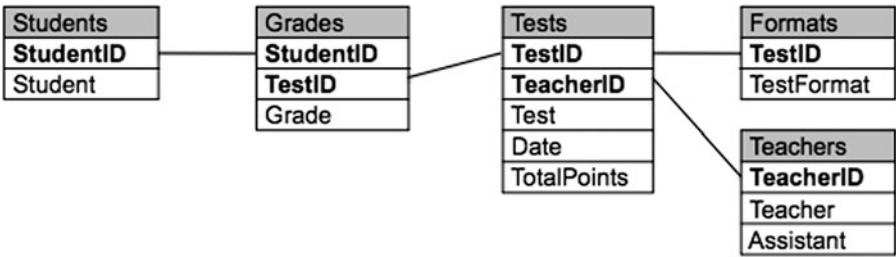 Students
StudentID
Student
Grades
StudentID
TestID
Grade
Tests
TestID
TeacherID
Test
Date
TotalPoints
Formats
TestID
TestFormat
Teachers
TeacherID
Teacher
Assistant